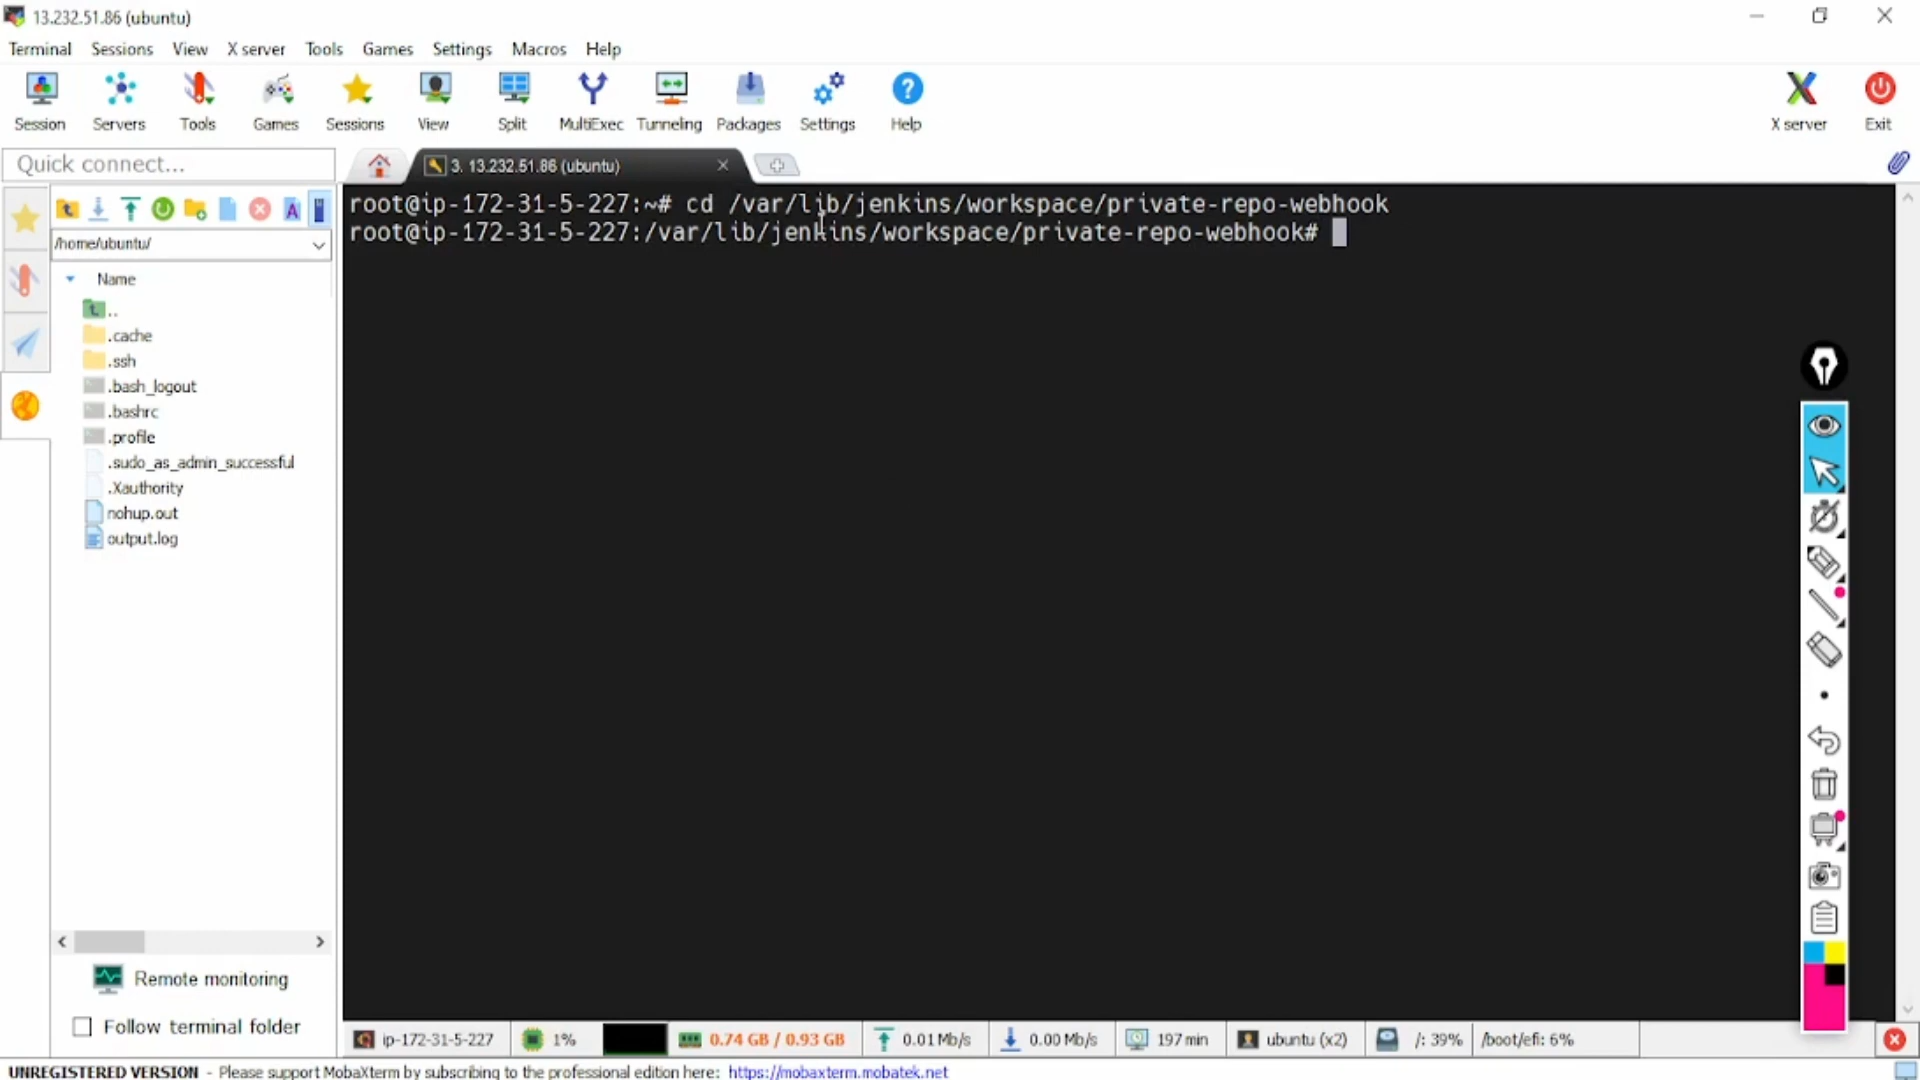 13.232.51.86 (ubuntu)
Terminal Sessions View X server Tools Games Settings Macros Help
Session Servers Tools Games Sessions View Split MultiExec Tunneling Packages Settings Help X server Exit
Quick connect...
3. 13.232.51.86 (ubuntu)
/home/ubuntu/
Name
..
.cache
.ssh
.bash_logout
.bashrc
.profile
.sudo_as_admin_successful
.Xauthority
nohup.out
output.log
Remote monitoring
Follow terminal folder
root@ip-172-31-5-227:~# cd /var/lib/jenkins/workspace/private-repo-webhook
root@ip-172-31-5-227:/var/lib/jenkins/workspace/private-repo-webhook#
ip-172-31-5-227 1% 0.74 GB / 0.93 GB 0.01 Mb/s 0.00 Mb/s 197 min ubuntu (x2) /: 39% /boot/efi: 6%
UNREGISTERED VERSION - Please support MobaXterm by subscribing to the professional edition here: https://mobaxterm.mobatek.net